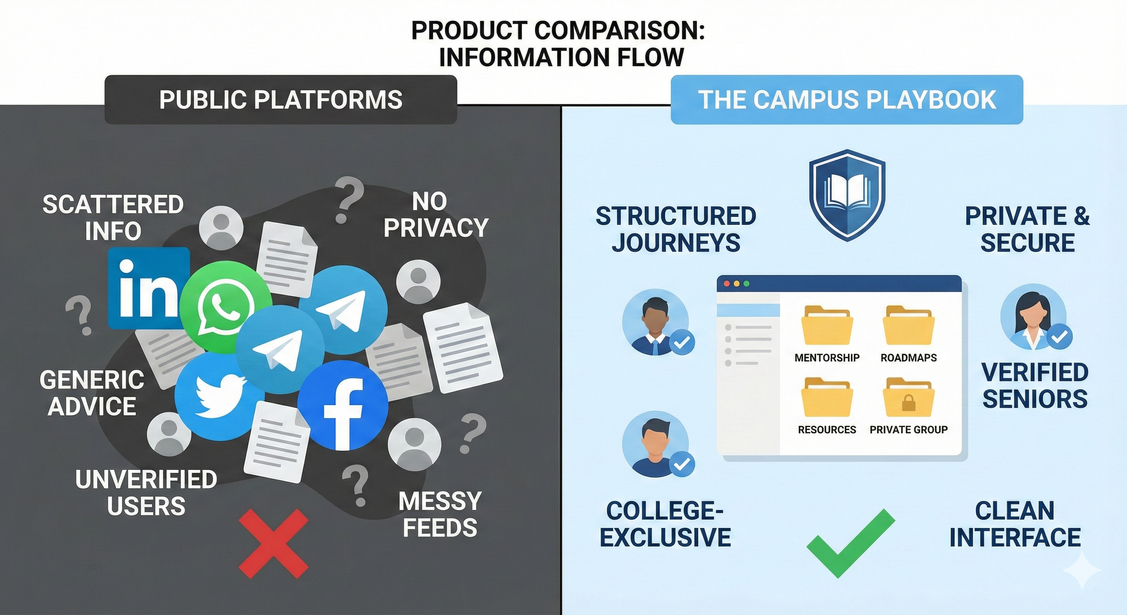 PRODUCT COMPARISON:
INFORMATION FLOW
PUBLIC PLATFORMS
SCATTERED
INFO
NO
PRIVACY
in
GENERIC
ADVICE
UNVERIFIED
USERS
MESSY
FEEDS
THE CAMPUS PLAYBOOK
STRUCTURED
JOURNEYS
PRIVATE &
SECURE
MENTORSHIP
ROADMAPS
RESOURCES
PRIVATE GROUP
VERIFIED
SENIORS
COLLEGE-
EXCLUSIVE
CLEAN
INTERFACE